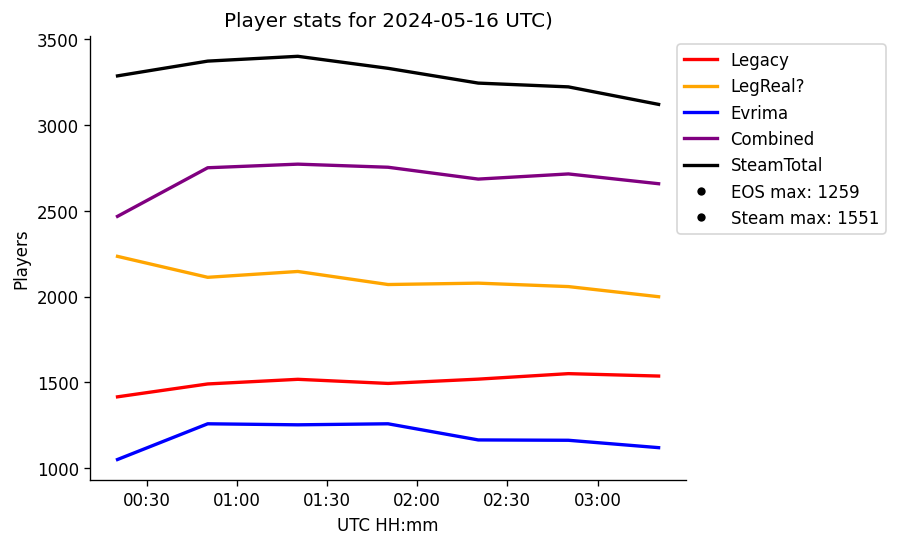 Player stats for 2024-05-16 UTC)
3500
3000
2500
2000
1500
1000
Players
00:30 01:00 01:30 02:00 02:30 03:00
UTC HH:mm
Legacy
LegReal?
Evrima
Combined
SteamTotal
EOS max: 1259
Steam max: 1551